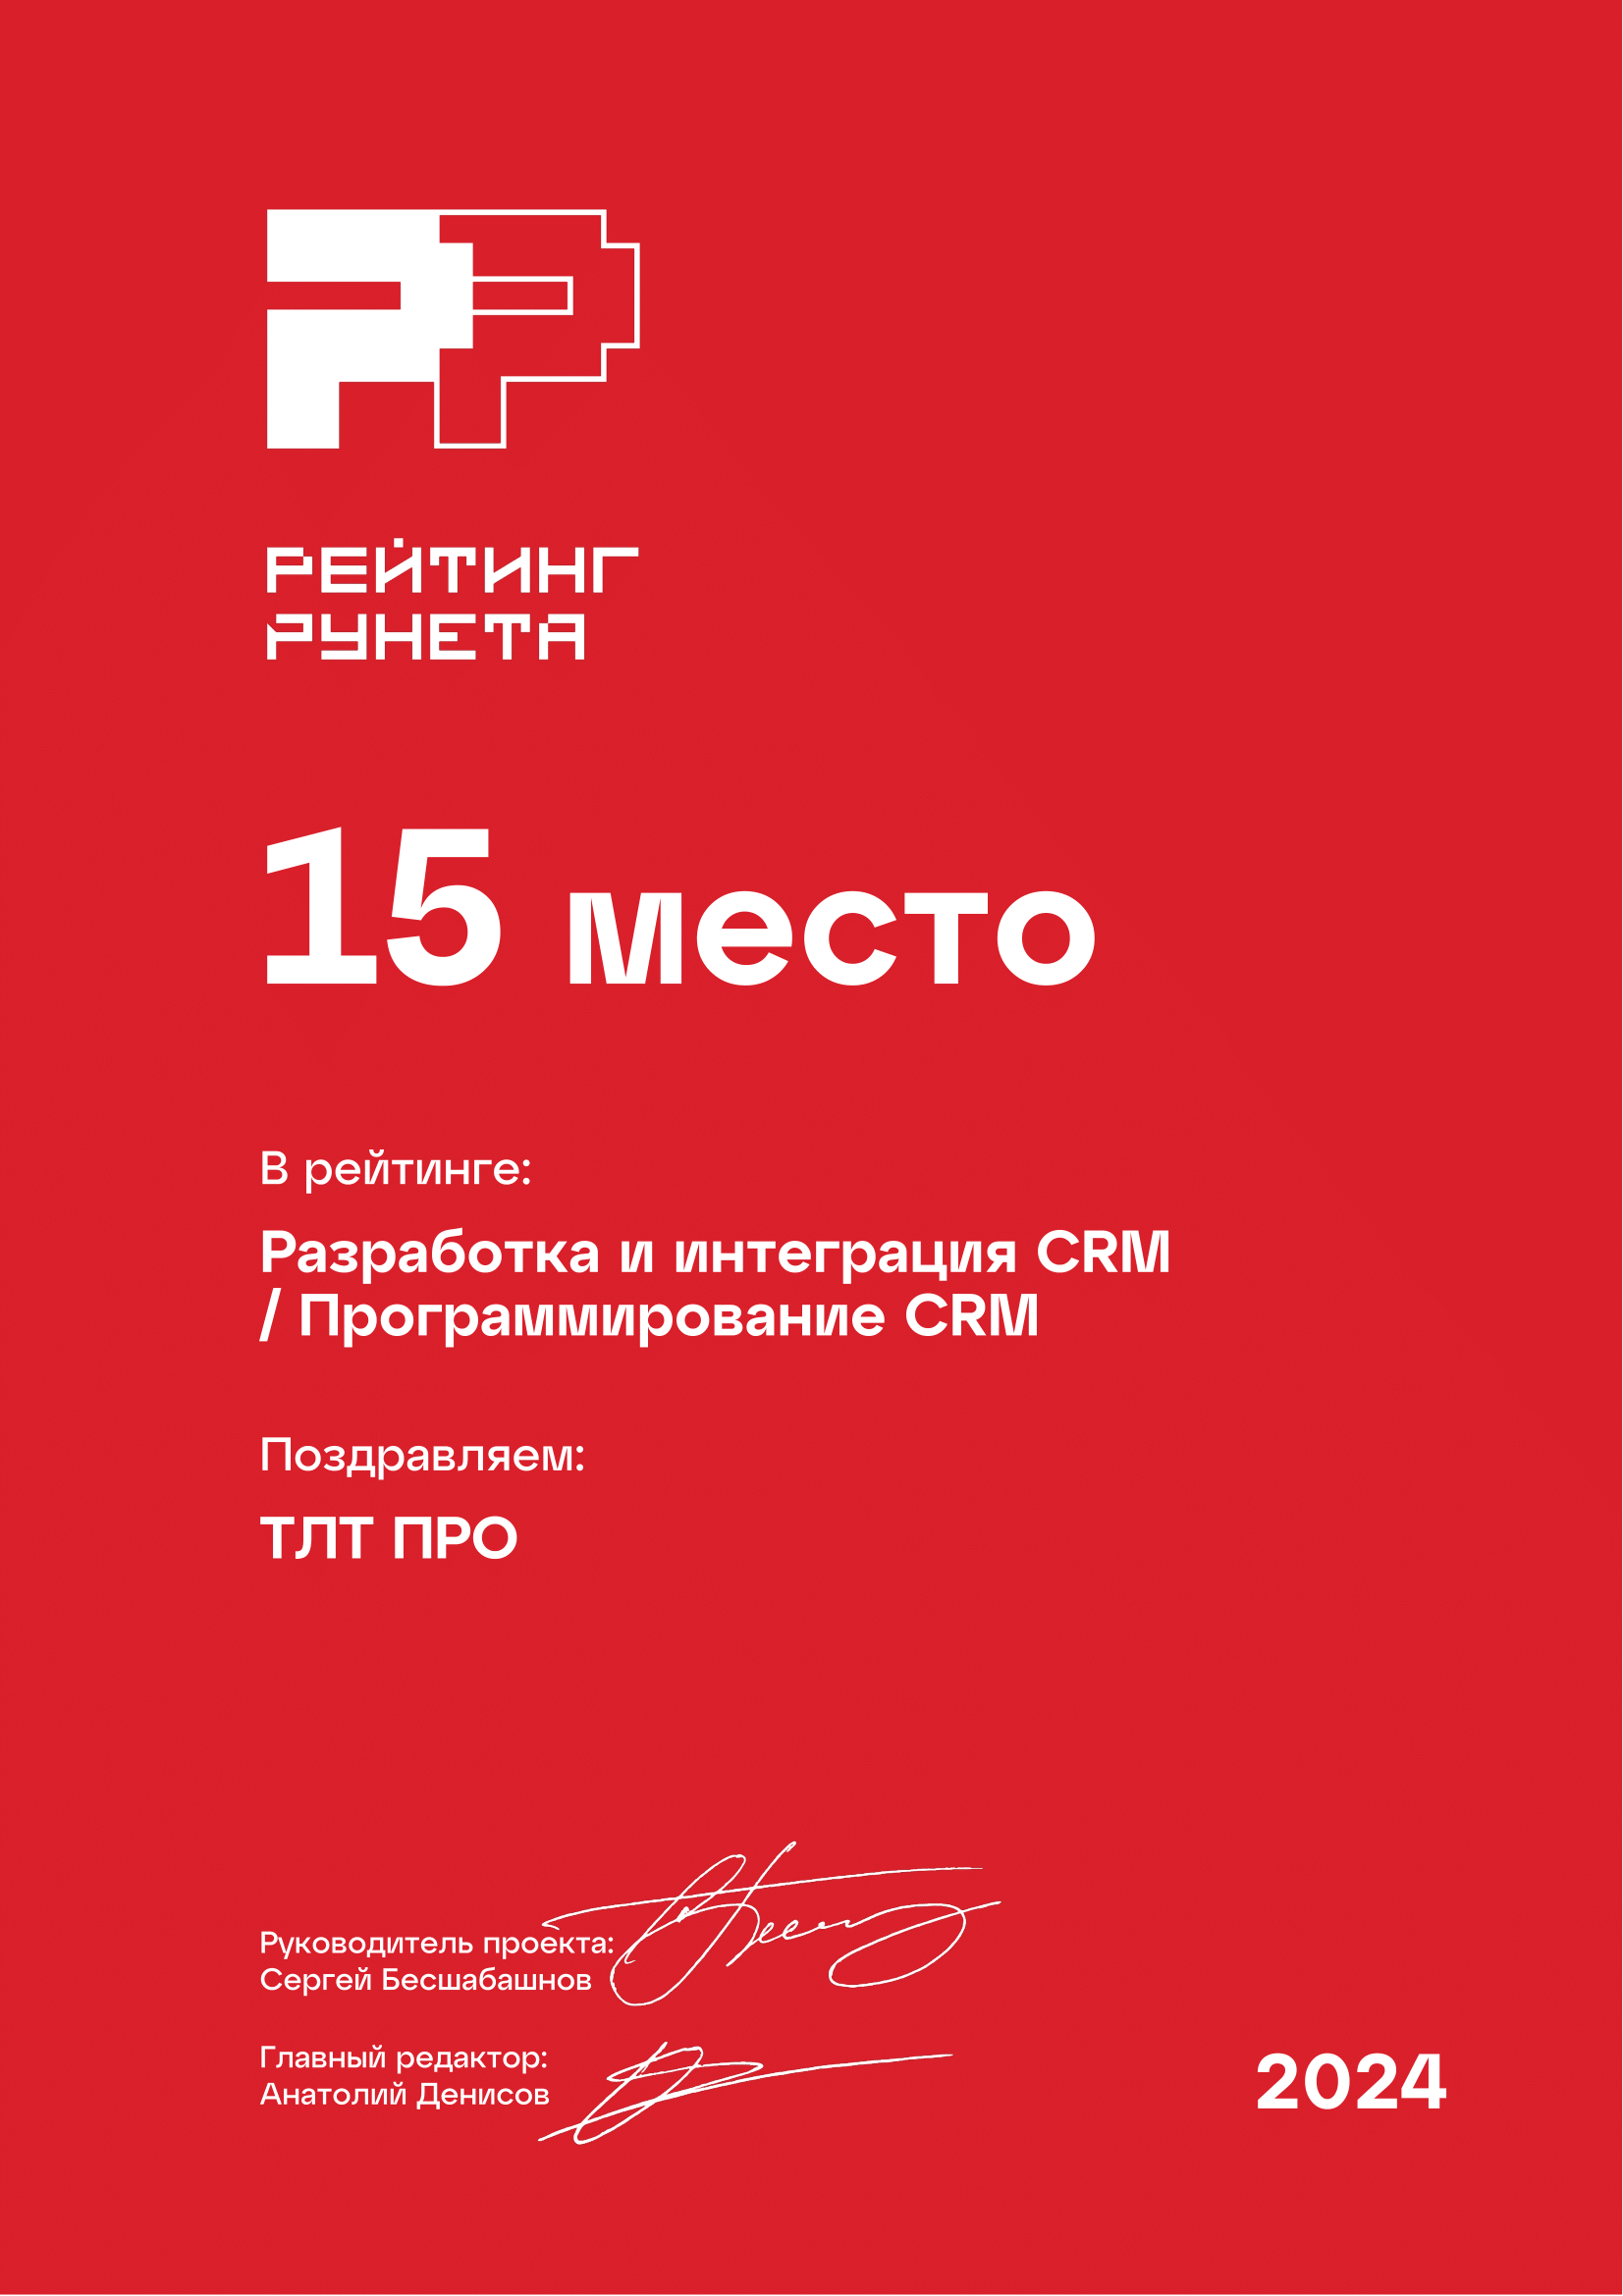 РЕЙТИНГ
РУНЕТА
15 место
В рейтинге:
Разработка и интеграция CRM
/ Программирование CRM
Поздравляем:
ТЛТ ПРО
Руководитель проекта:
Сергей Бесшабашнов
Главный редактор:
Анатолий Денисов
2024